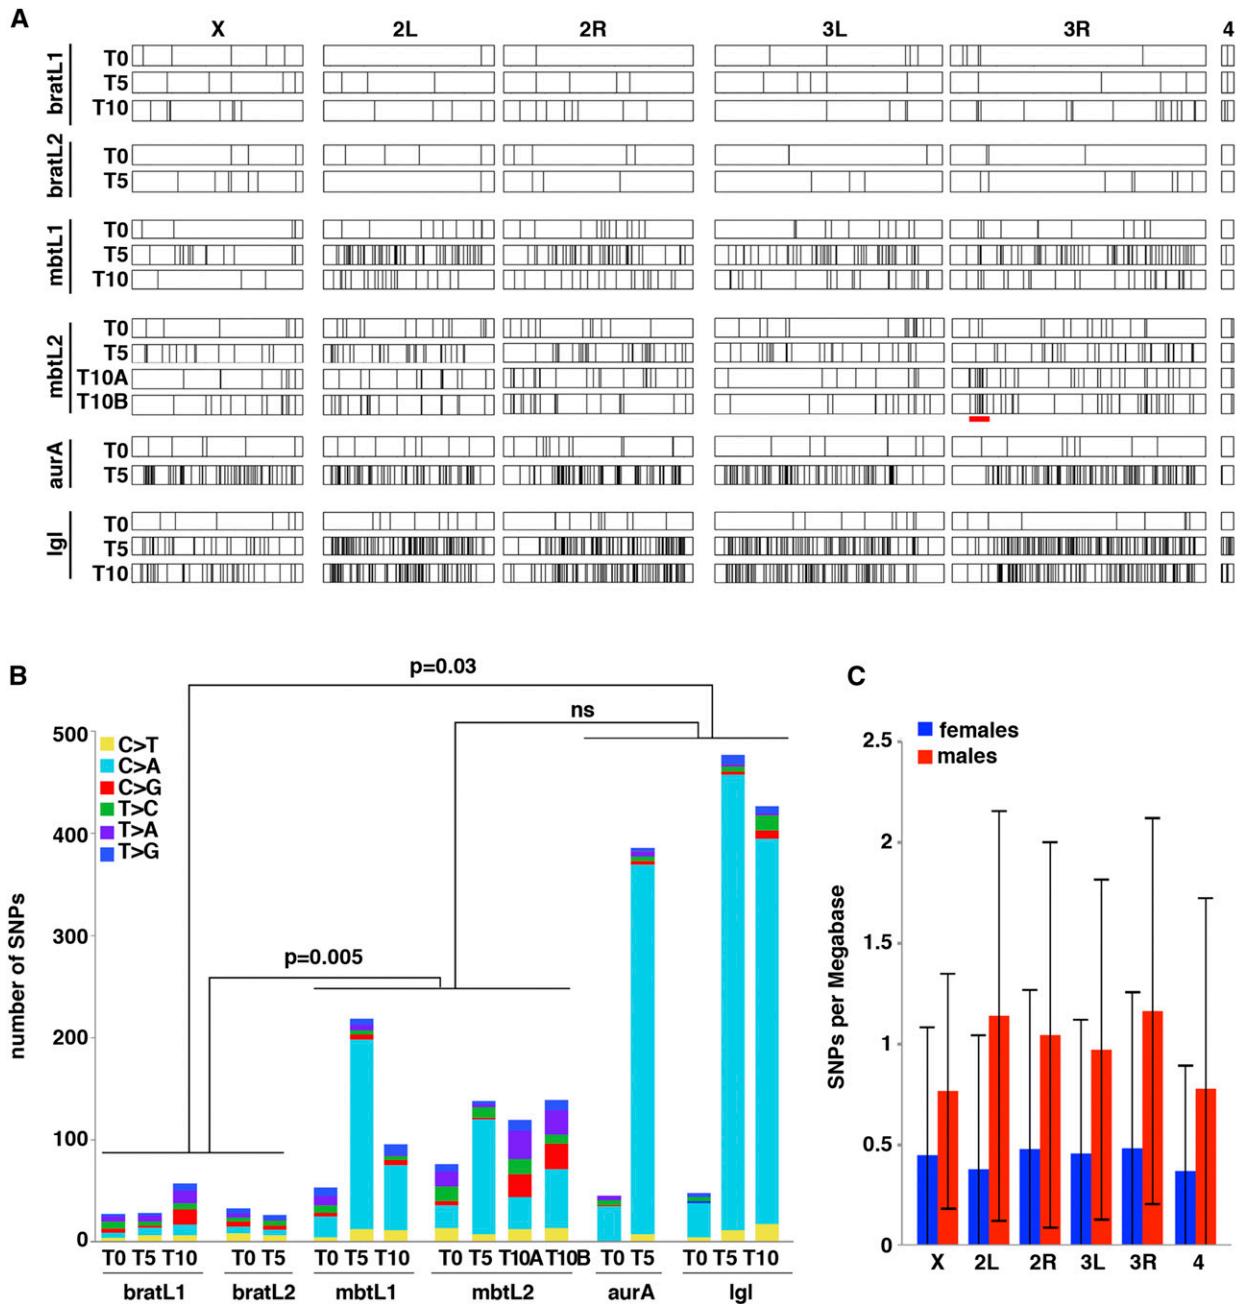 A
X 2L 2R 3L 3R 4
bratL1
T0
T5
T10
bratL2
T0
T5
mbtL1
T0
T5
T10
mbtL2
T0
T5
T10A
T10B
aurA
T0
T5
lgl
T0
T5
T10
B
p=0.03
ns
p=0.005
number of SNPs
500
400
300
200
100
0
C>T
C>A
C>G
T>C
T>A
T>G
T0 T5 T10 T0 T5 T0 T5 T10 T0 T5 T10A T10B T0 T5 T0 T5 T10
bratL1 bratL2 mbtL1 mbtL2 aurA lgl
C
females
males
SNPs per Megabase
2.5
2
1.5
1
0.5
0
X 2L 2R 3L 3R 4